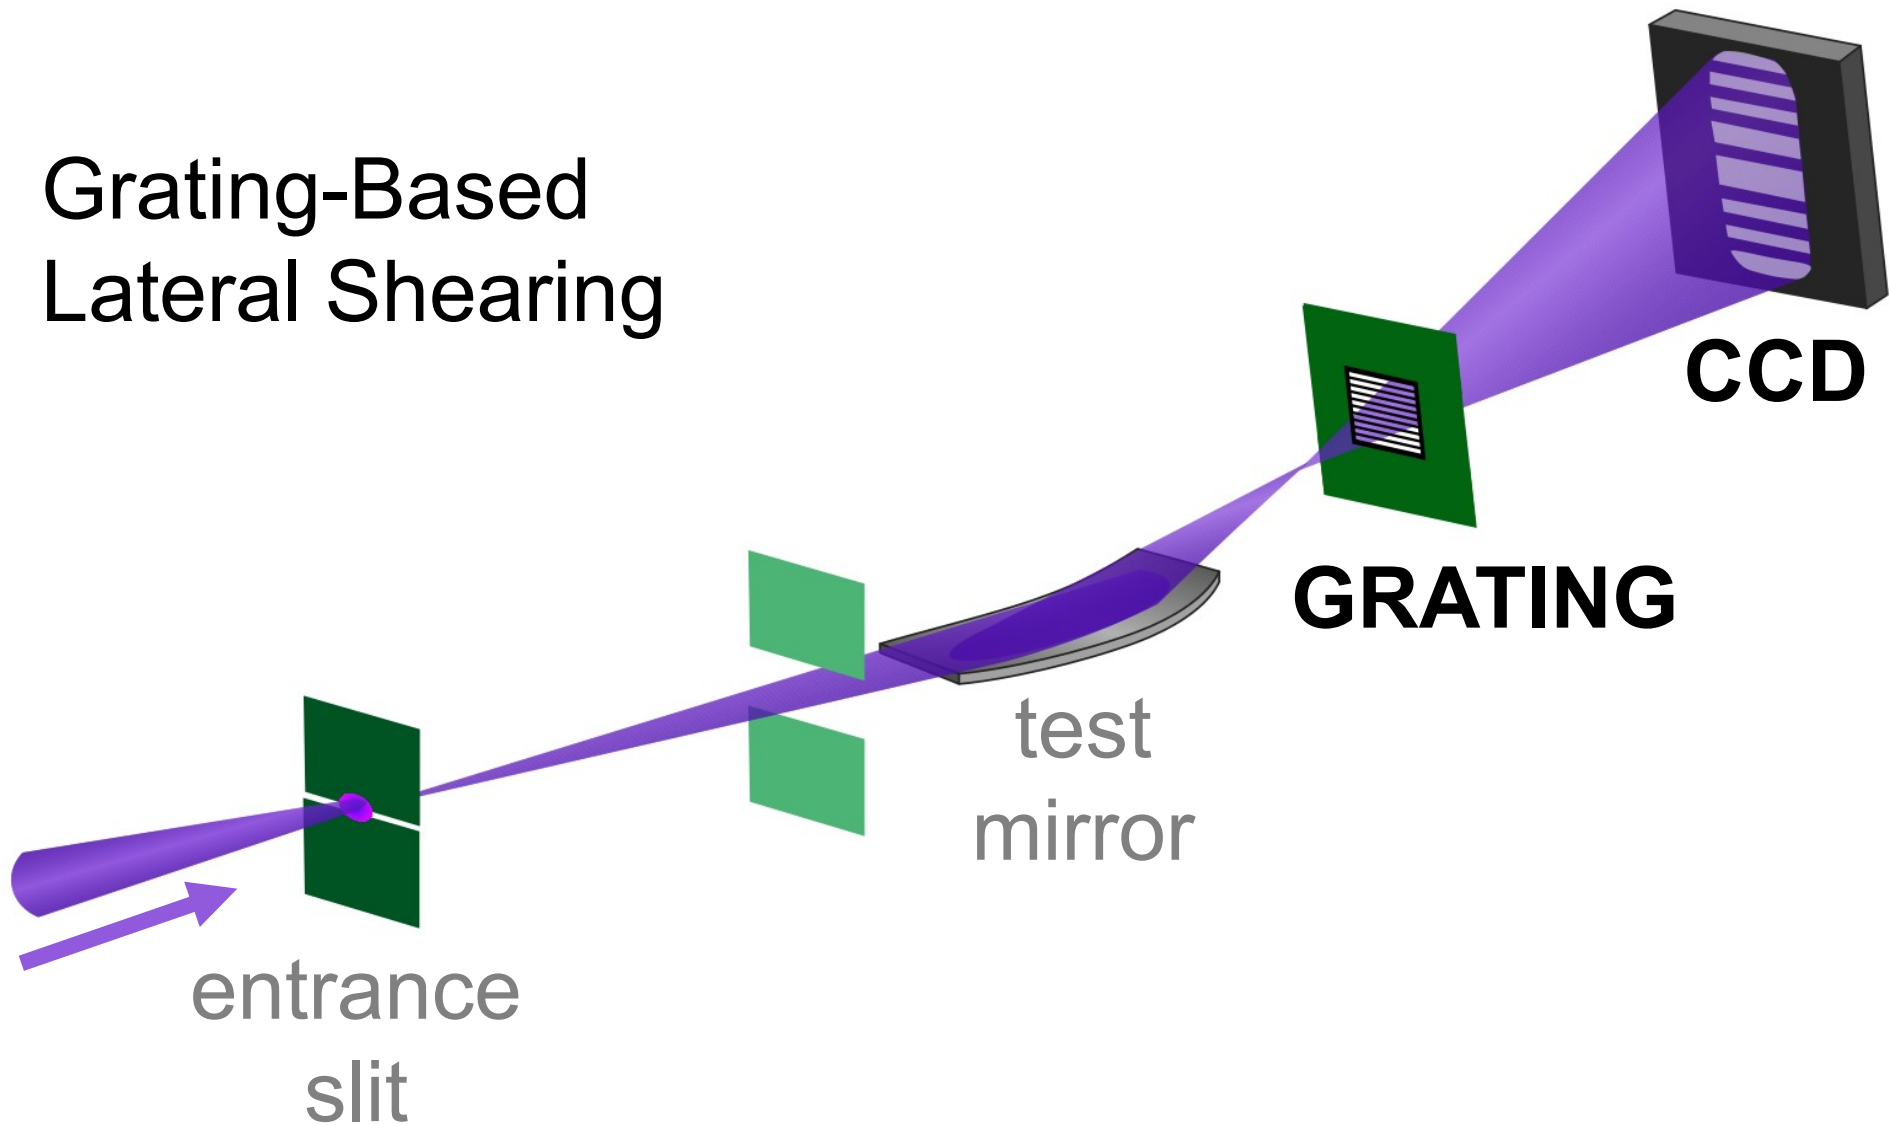 Grating-Based
Lateral Shearing
CCD
GRATING
test
mirror
entrance
slit